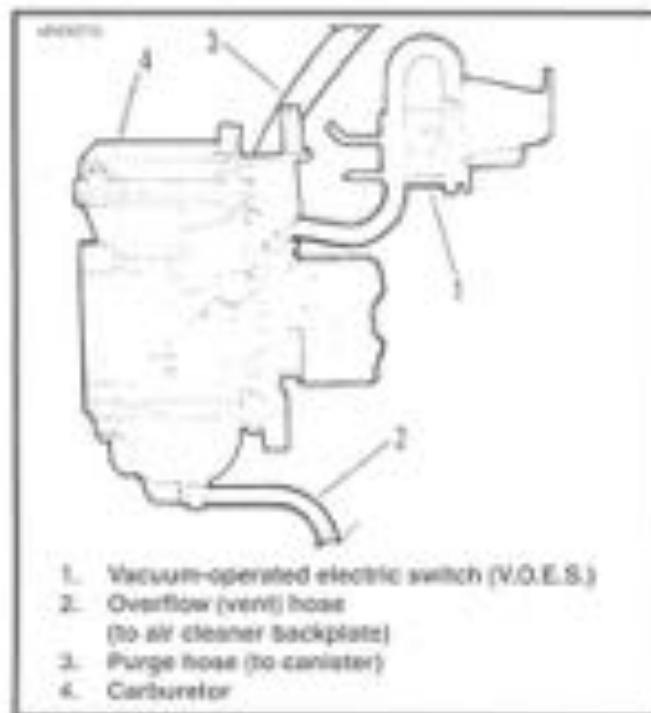 3
4
1
2
1. Vacuum-operated electric switch (V.O.E.S.)
2. Overflow (vent) hose
(to air cleaner backplate)
3. Purge hose (to canister)
4. Carburetor